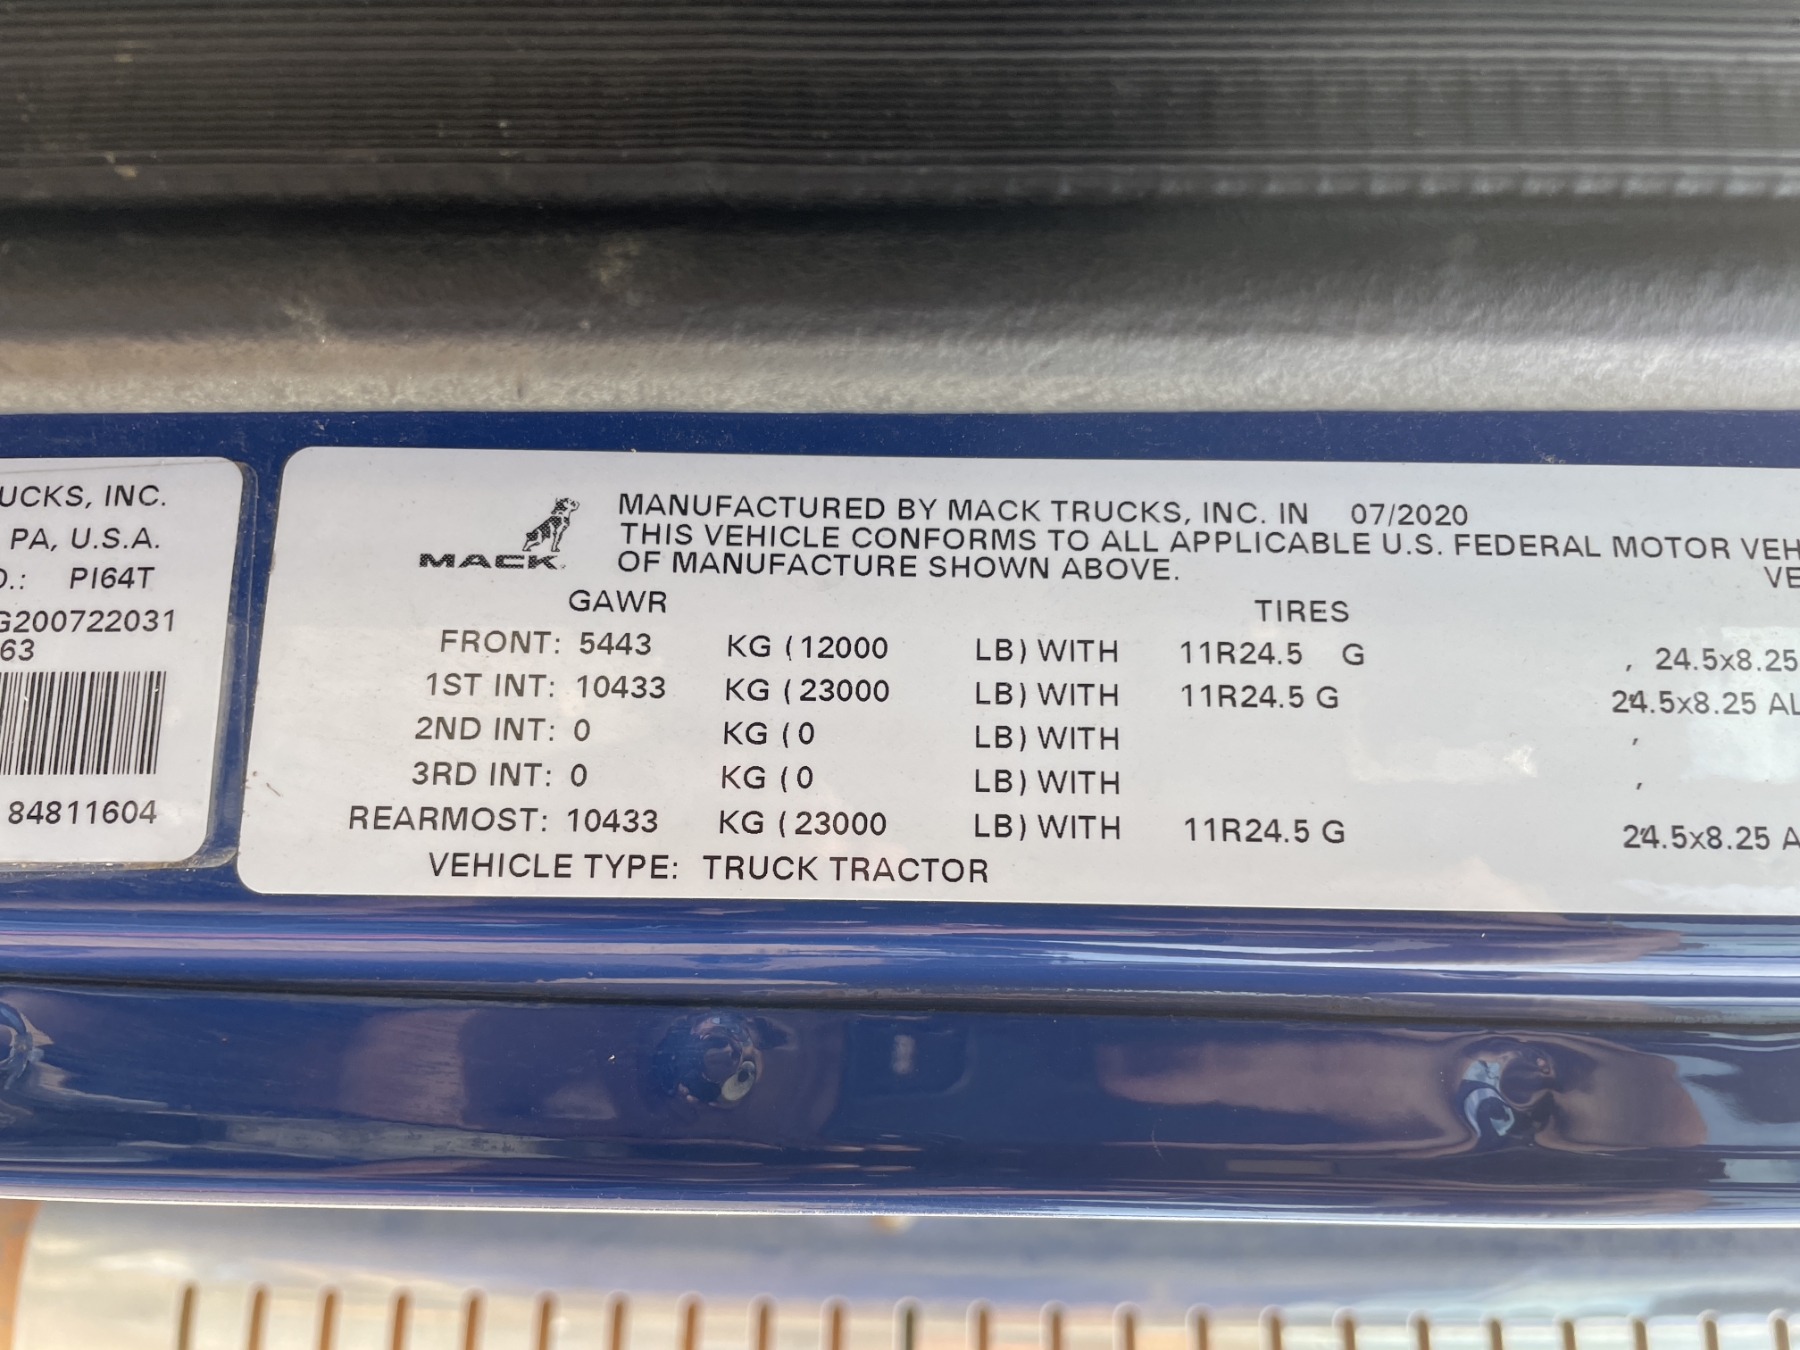 UCKS, INC.
PA, U.S.A.
O.: PI64T
G200722031
63
84811604
MACK
MANUFACTURED BY MACK TRUCKS, INC. IN 07/2020
THIS VEHICLE CONFORMS TO ALL APPLICABLE U.S. FEDERAL MOTOR VEH
OF MANUFACTURE SHOWN ABOVE. VE
GAWR TIRES
FRONT: 5443 KG (12000 LB) WITH 11R24.5 G , 24.5x8.25
1ST INT: 10433 KG (23000 LB) WITH 11R24.5 G , 24.5x8.25 AL
2ND INT: 0 KG (0 LB) WITH ,
3RD INT: 0 KG (0 LB) WITH ,
REARMOST: 10433 KG (23000 LB) WITH 11R24.5 G , 24.5x8.25 A
VEHICLE TYPE: TRUCK TRACTOR